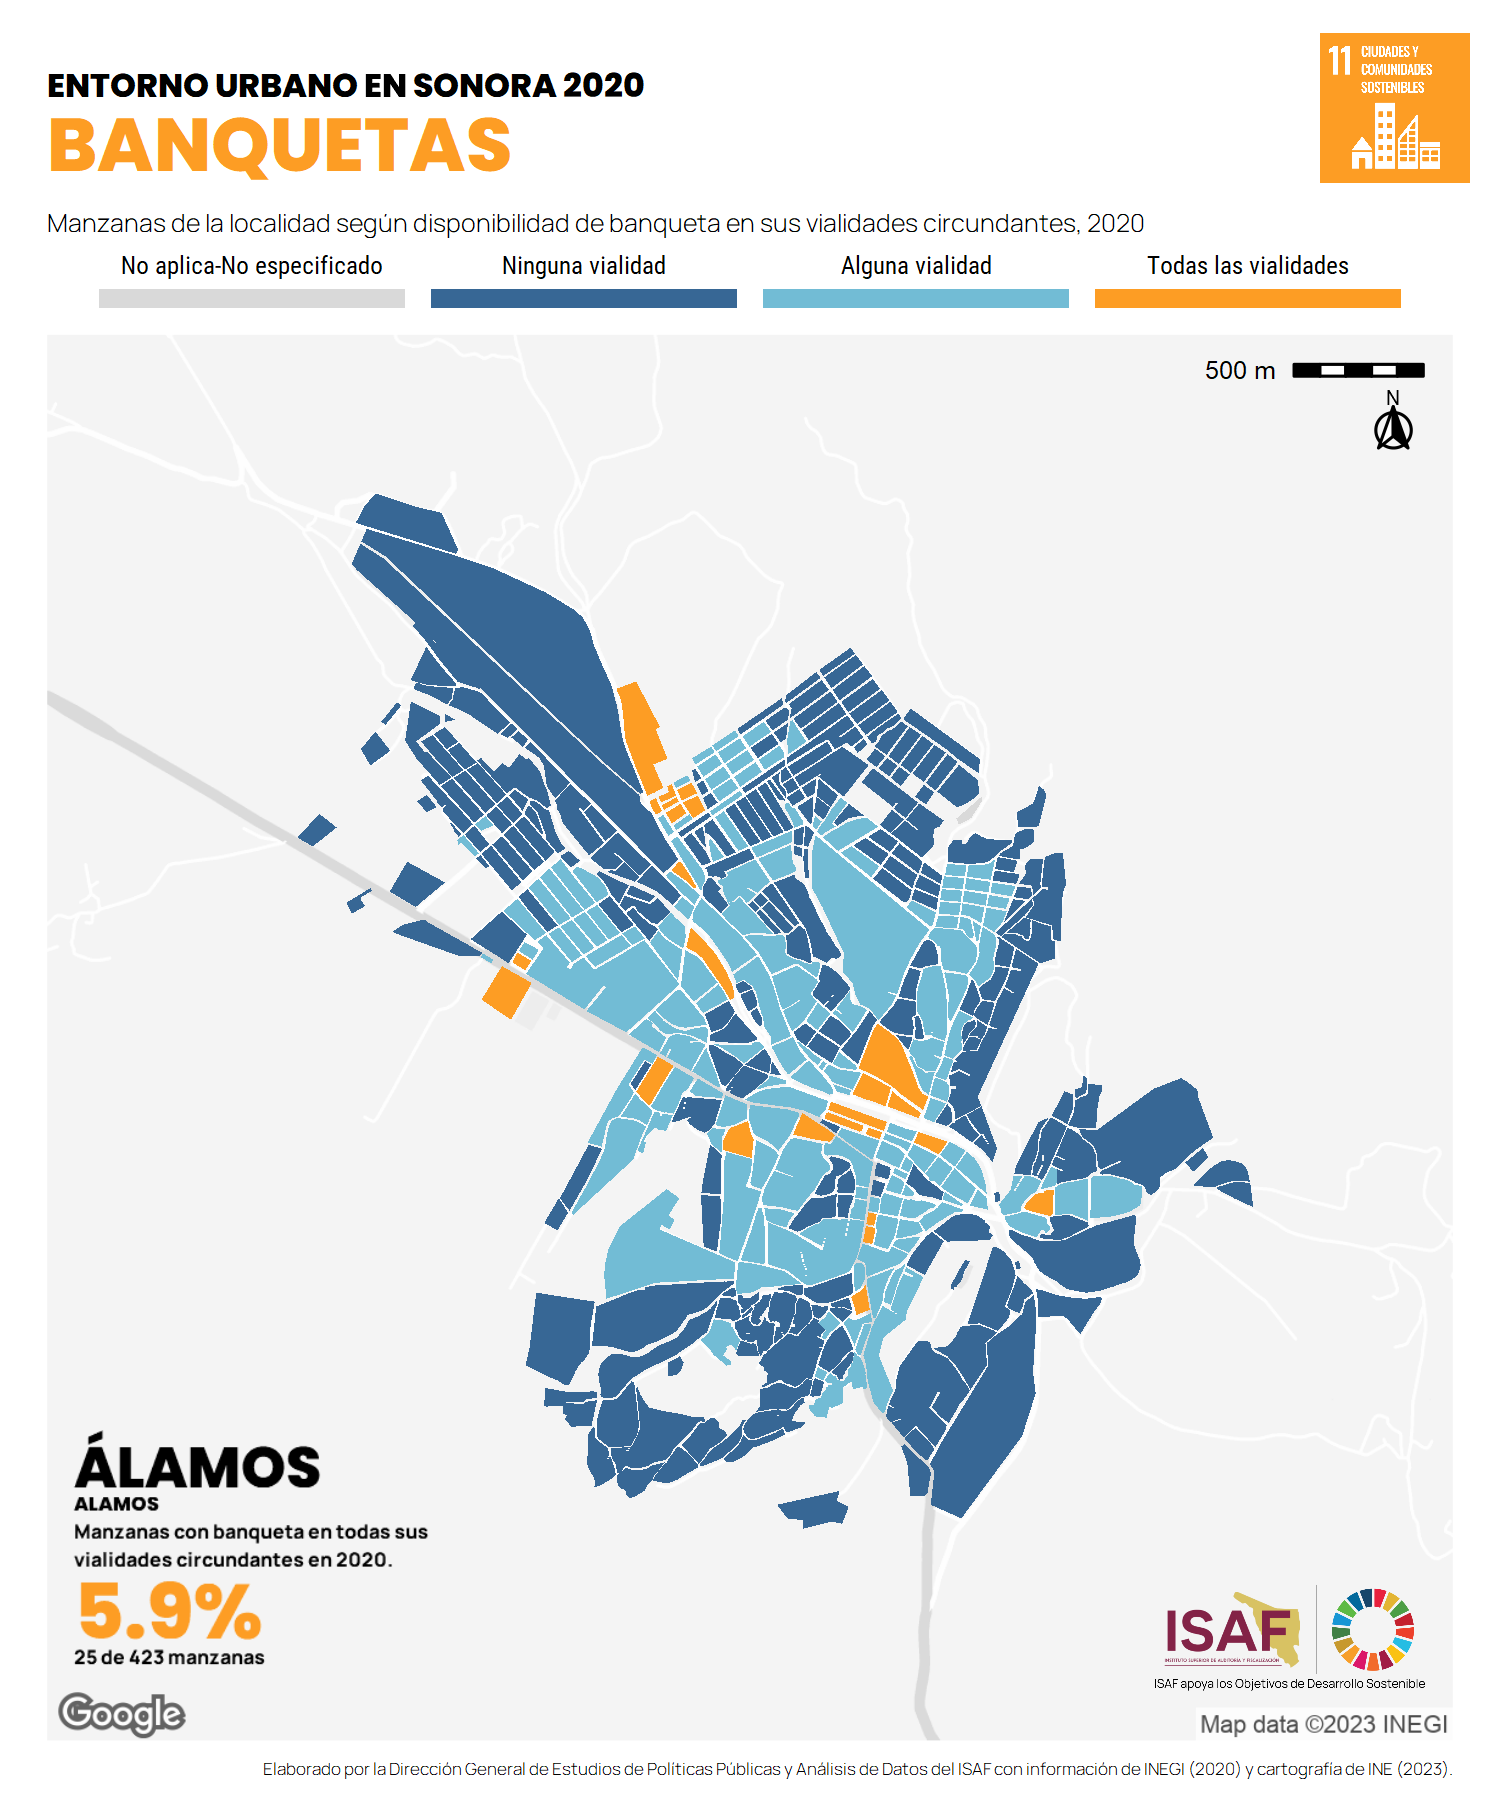 ENTORNO URBANO EN SONORA 2020
BANQUETAS
11 CIUDADES Y
COMUNIDADES
SOSTENIBLES
Manzanas de la localidad según disponibilidad de banqueta en sus vialidades circundantes, 2020
No aplica-No especificado
Ninguna vialidad
Alguna vialidad
Todas las vialidades
500 m
N
ÁLAMOS
ALAMOS
Manzanas con banqueta en todas sus
vialidades circundantes en 2020.
5.9%
25 de 423 manzanas
Google
ISAF
INSTITUTO SUPERIOR DE AUDITORÍA Y FISCALIZACIÓN
ISAF apoya los Objetivos de Desarrollo Sostenible
Map data ©2023 INEGI
Elaborado por la Dirección General de Estudios de Políticas Públicas y Análisis de Datos del ISAF con información de INEGI (2020) y cartografía de INE (2023).